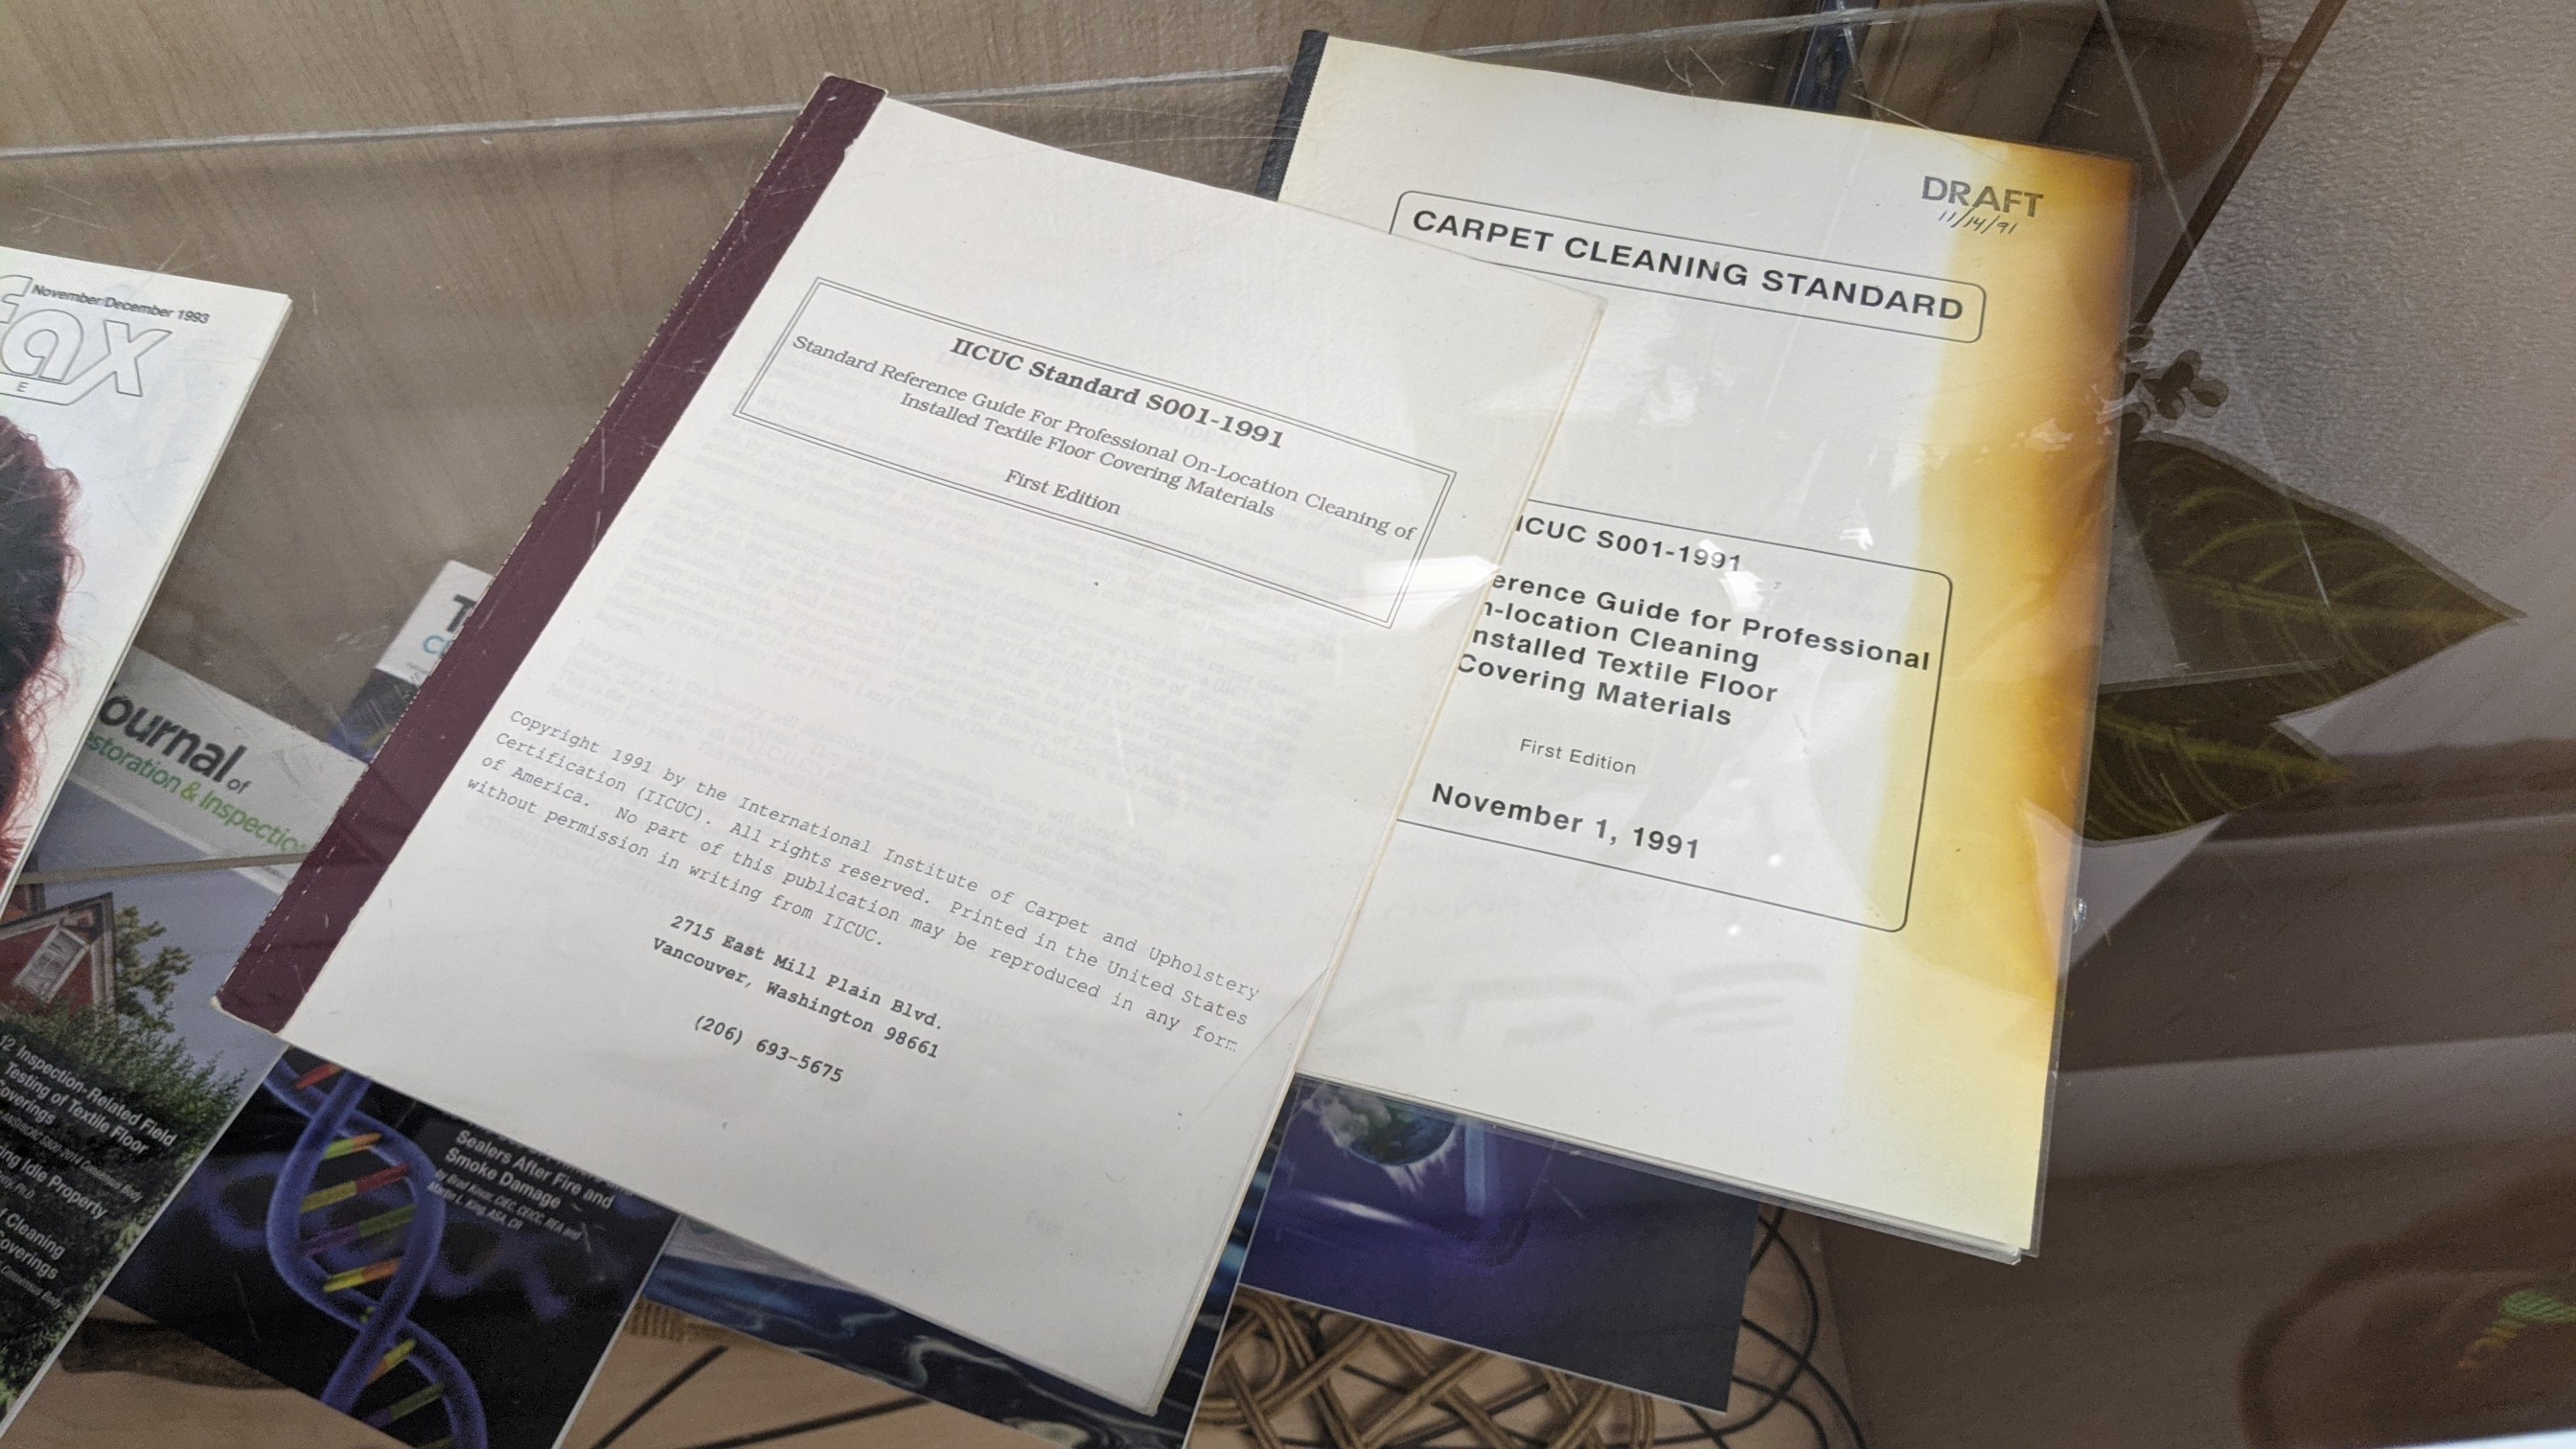 November/December 1993
fax
E
ournal of
estoration & Inspectio
12 Inspection-Related Field
Testing of Textile Floor
overings
ing Idle Property
f Cleaning
overings
Sealers After Fire and
Smoke Damage
Martin L. King, ASA, CR
IICUC Standard S001-1991
Standard Reference Guide For Professional On-Location Cleaning of
Installed Textile Floor Covering Materials
First Edition
Copyright 1991 by the International Institute of Carpet and Upholstery
Certification (IICUC). All rights reserved. Printed in the United States
of America. No part of this publication may be reproduced in any form
without permission in writing from IICUC.
2715 East Mill Plain Blvd.
Vancouver, Washington 98661
(206) 693-5675
DRAFT
11/14/91
CARPET CLEANING STANDARD
ICUC S001-1991
erence Guide for Professional
n-location Cleaning
nstalled Textile Floor
Covering Materials
First Edition
November 1, 1991